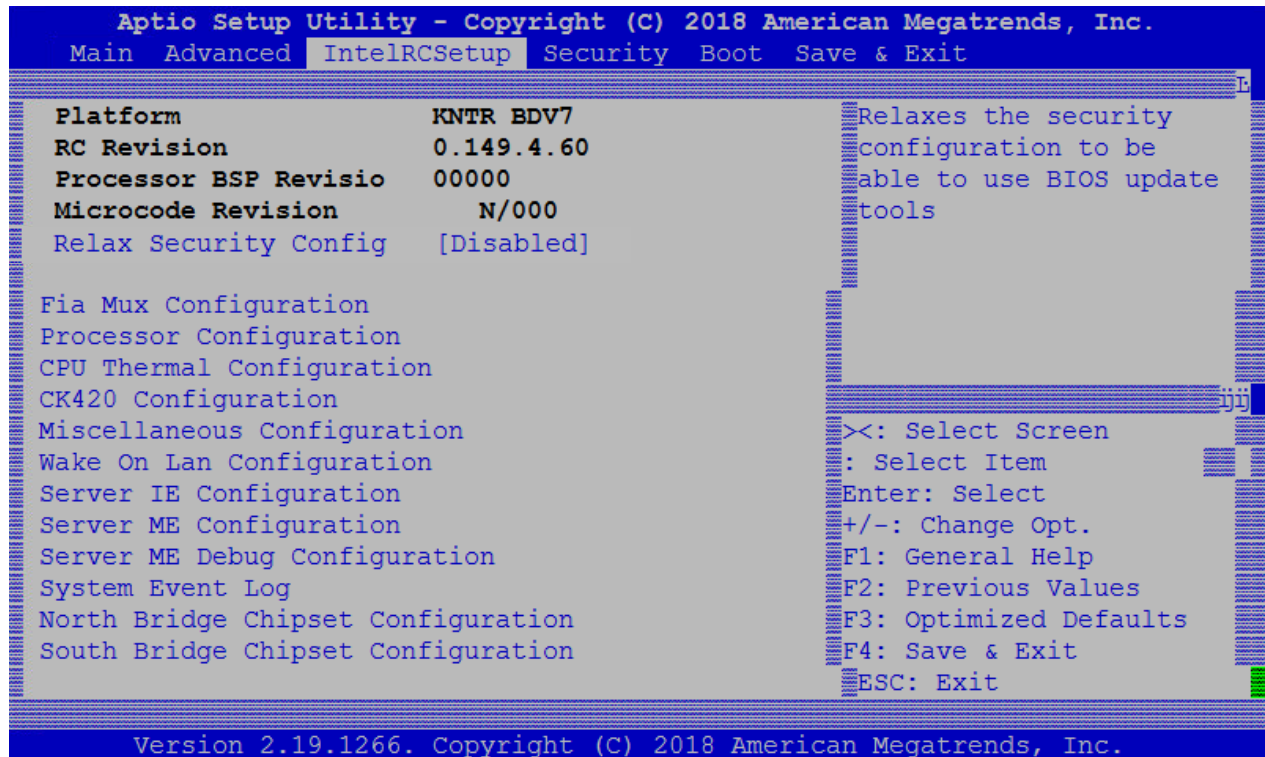 Aptio Setup Utility - Copyright (C) 2018 American Megatrends, Inc.
Main Advanced IntelRCSetup Security Boot Save & Exit
Platform KNTR BDV7
RC Revision 0.149.4.60
Processor BSP Revisio 00000
Microcode Revision N/000
Relax Security Config [Disabled]
Fia Mux Configuration
Processor Configuration
CPU Thermal Configuration
CK420 Configuration
Miscellaneous Configuration
Wake On Lan Configuration
Server IE Configuration
Server ME Configuration
Server ME Debug Configuration
System Event Log
North Bridge Chipset Configuration
South Bridge Chipset Configuration
Relaxes the security
configuration to be
able to use BIOS update
tools
><: Select Screen
: Select Item
Enter: Select
+/-: Change Opt.
F1: General Help
F2: Previous Values
F3: Optimized Defaults
F4: Save & Exit
ESC: Exit
Version 2.19.1266. Copyright (C) 2018 American Megatrends, Inc.